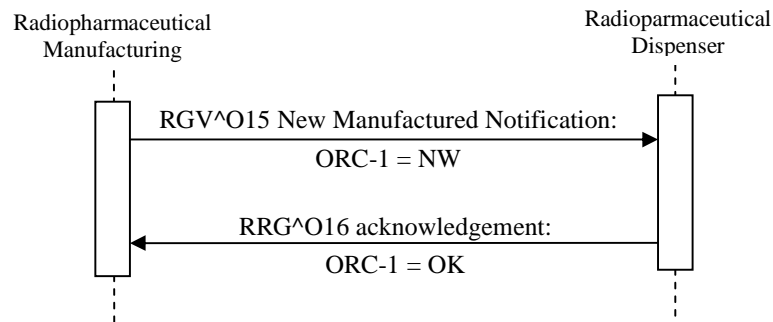 Radiopharmaceutical
Manufacturing
Radioparmaceutical
Dispenser
RGV^O15 New Manufactured Notification:
ORC-1 = NW
RRG^O16 acknowledgement:
ORC-1 = OK